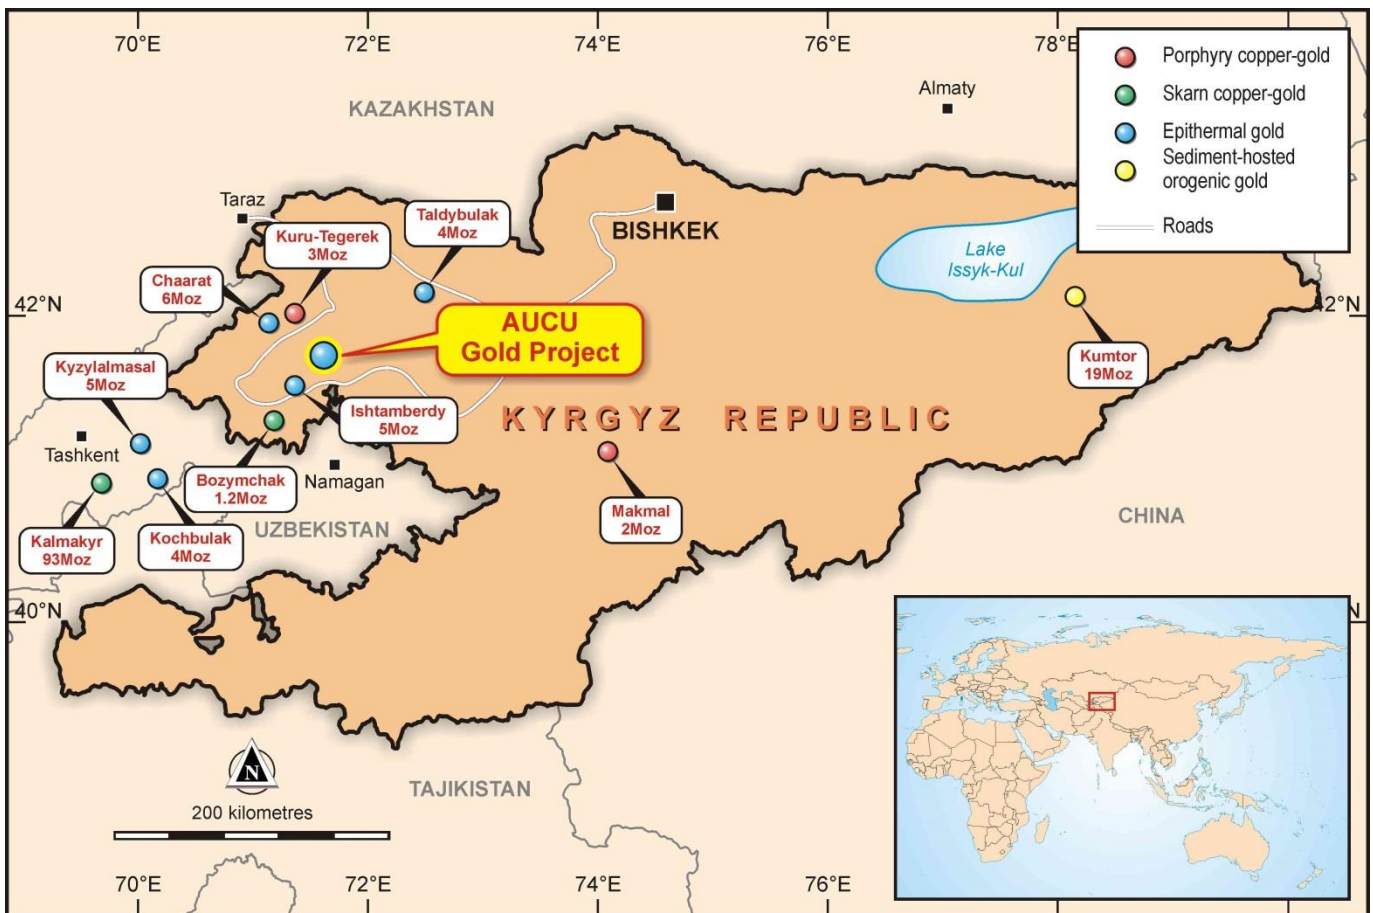 70°E
72°E
74°E
76°E
78°E
Porphyry copper-gold
Skarn copper-gold
Epithermal gold
Sediment-hosted
orogenic gold
Roads
KAZAKHSTAN
Almaty
Taraz
Taldybulak
4Moz
Kuru-Tegerek
3Moz
BISHKEK
Lake
Issyk-Kul
Chaarat
6Moz
42°N
42°N
AUCU
Gold Project
Kumtor
19Moz
Kyzylalmasal
5Moz
Ishtamberdy
5Moz
KYRGYZ REPUBLIC
Tashkent
Bozymchak
1.2Moz
Namagan
Makmal
2Moz
Kalmakyr
93Moz
Kochbulak
4Moz
UZBEKISTAN
CHINA
40°N
N
TAJIKISTAN
N
200 kilometres
70°E
72°E
74°E
76°E